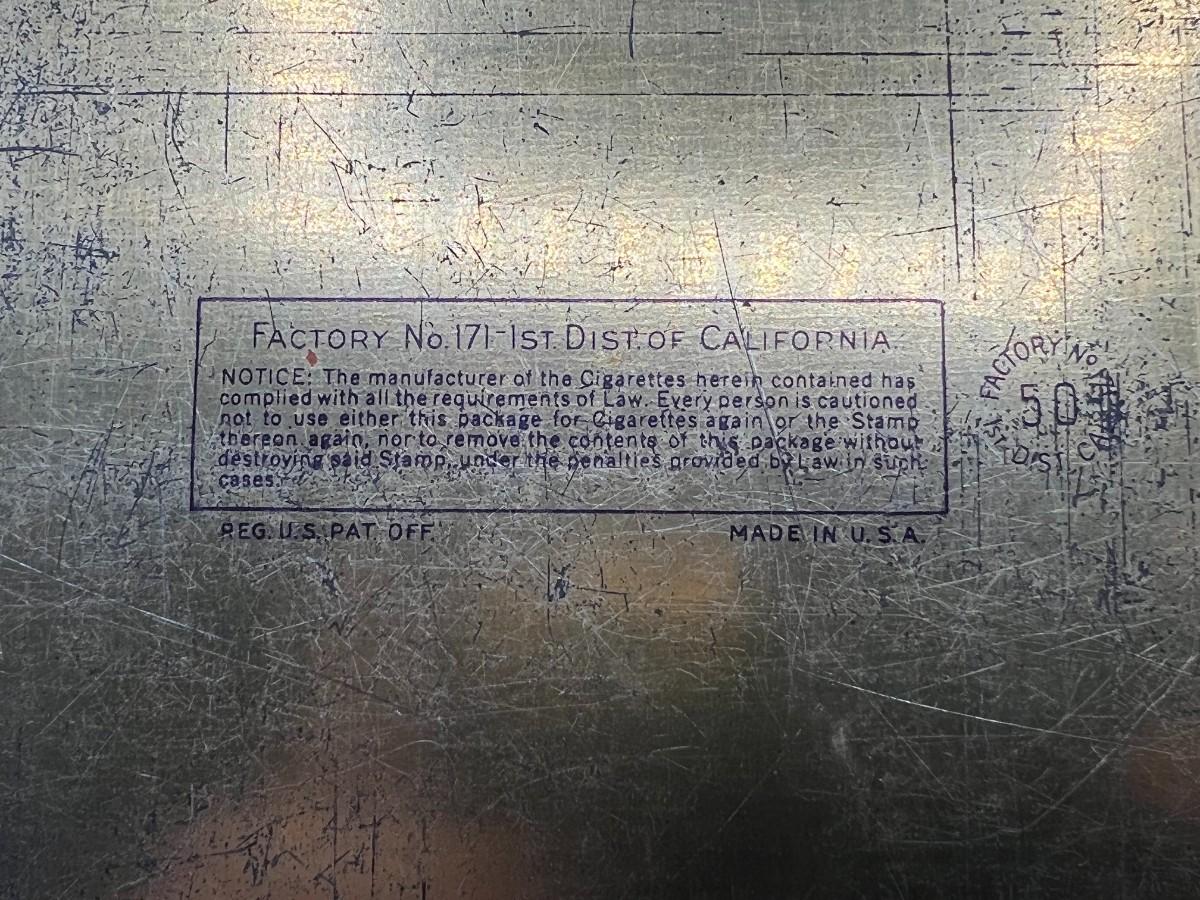 FACTORY No. 171-1ST. DIST. OF CALIFORNIA.
NOTICE: The manufacturer of the Cigarettes herein contained has
complied with all the requirements of Law. Every person is cautioned
not to use either this package for Cigarettes again or the Stamp
thereon again, nor to remove the contents of this package without
destroying said Stamp, under the penalties provided by Law in such
cases.
REG. U.S. PAT. OFF.
MADE IN U.S.A.
FACTORY No.
50
1ST DIST.